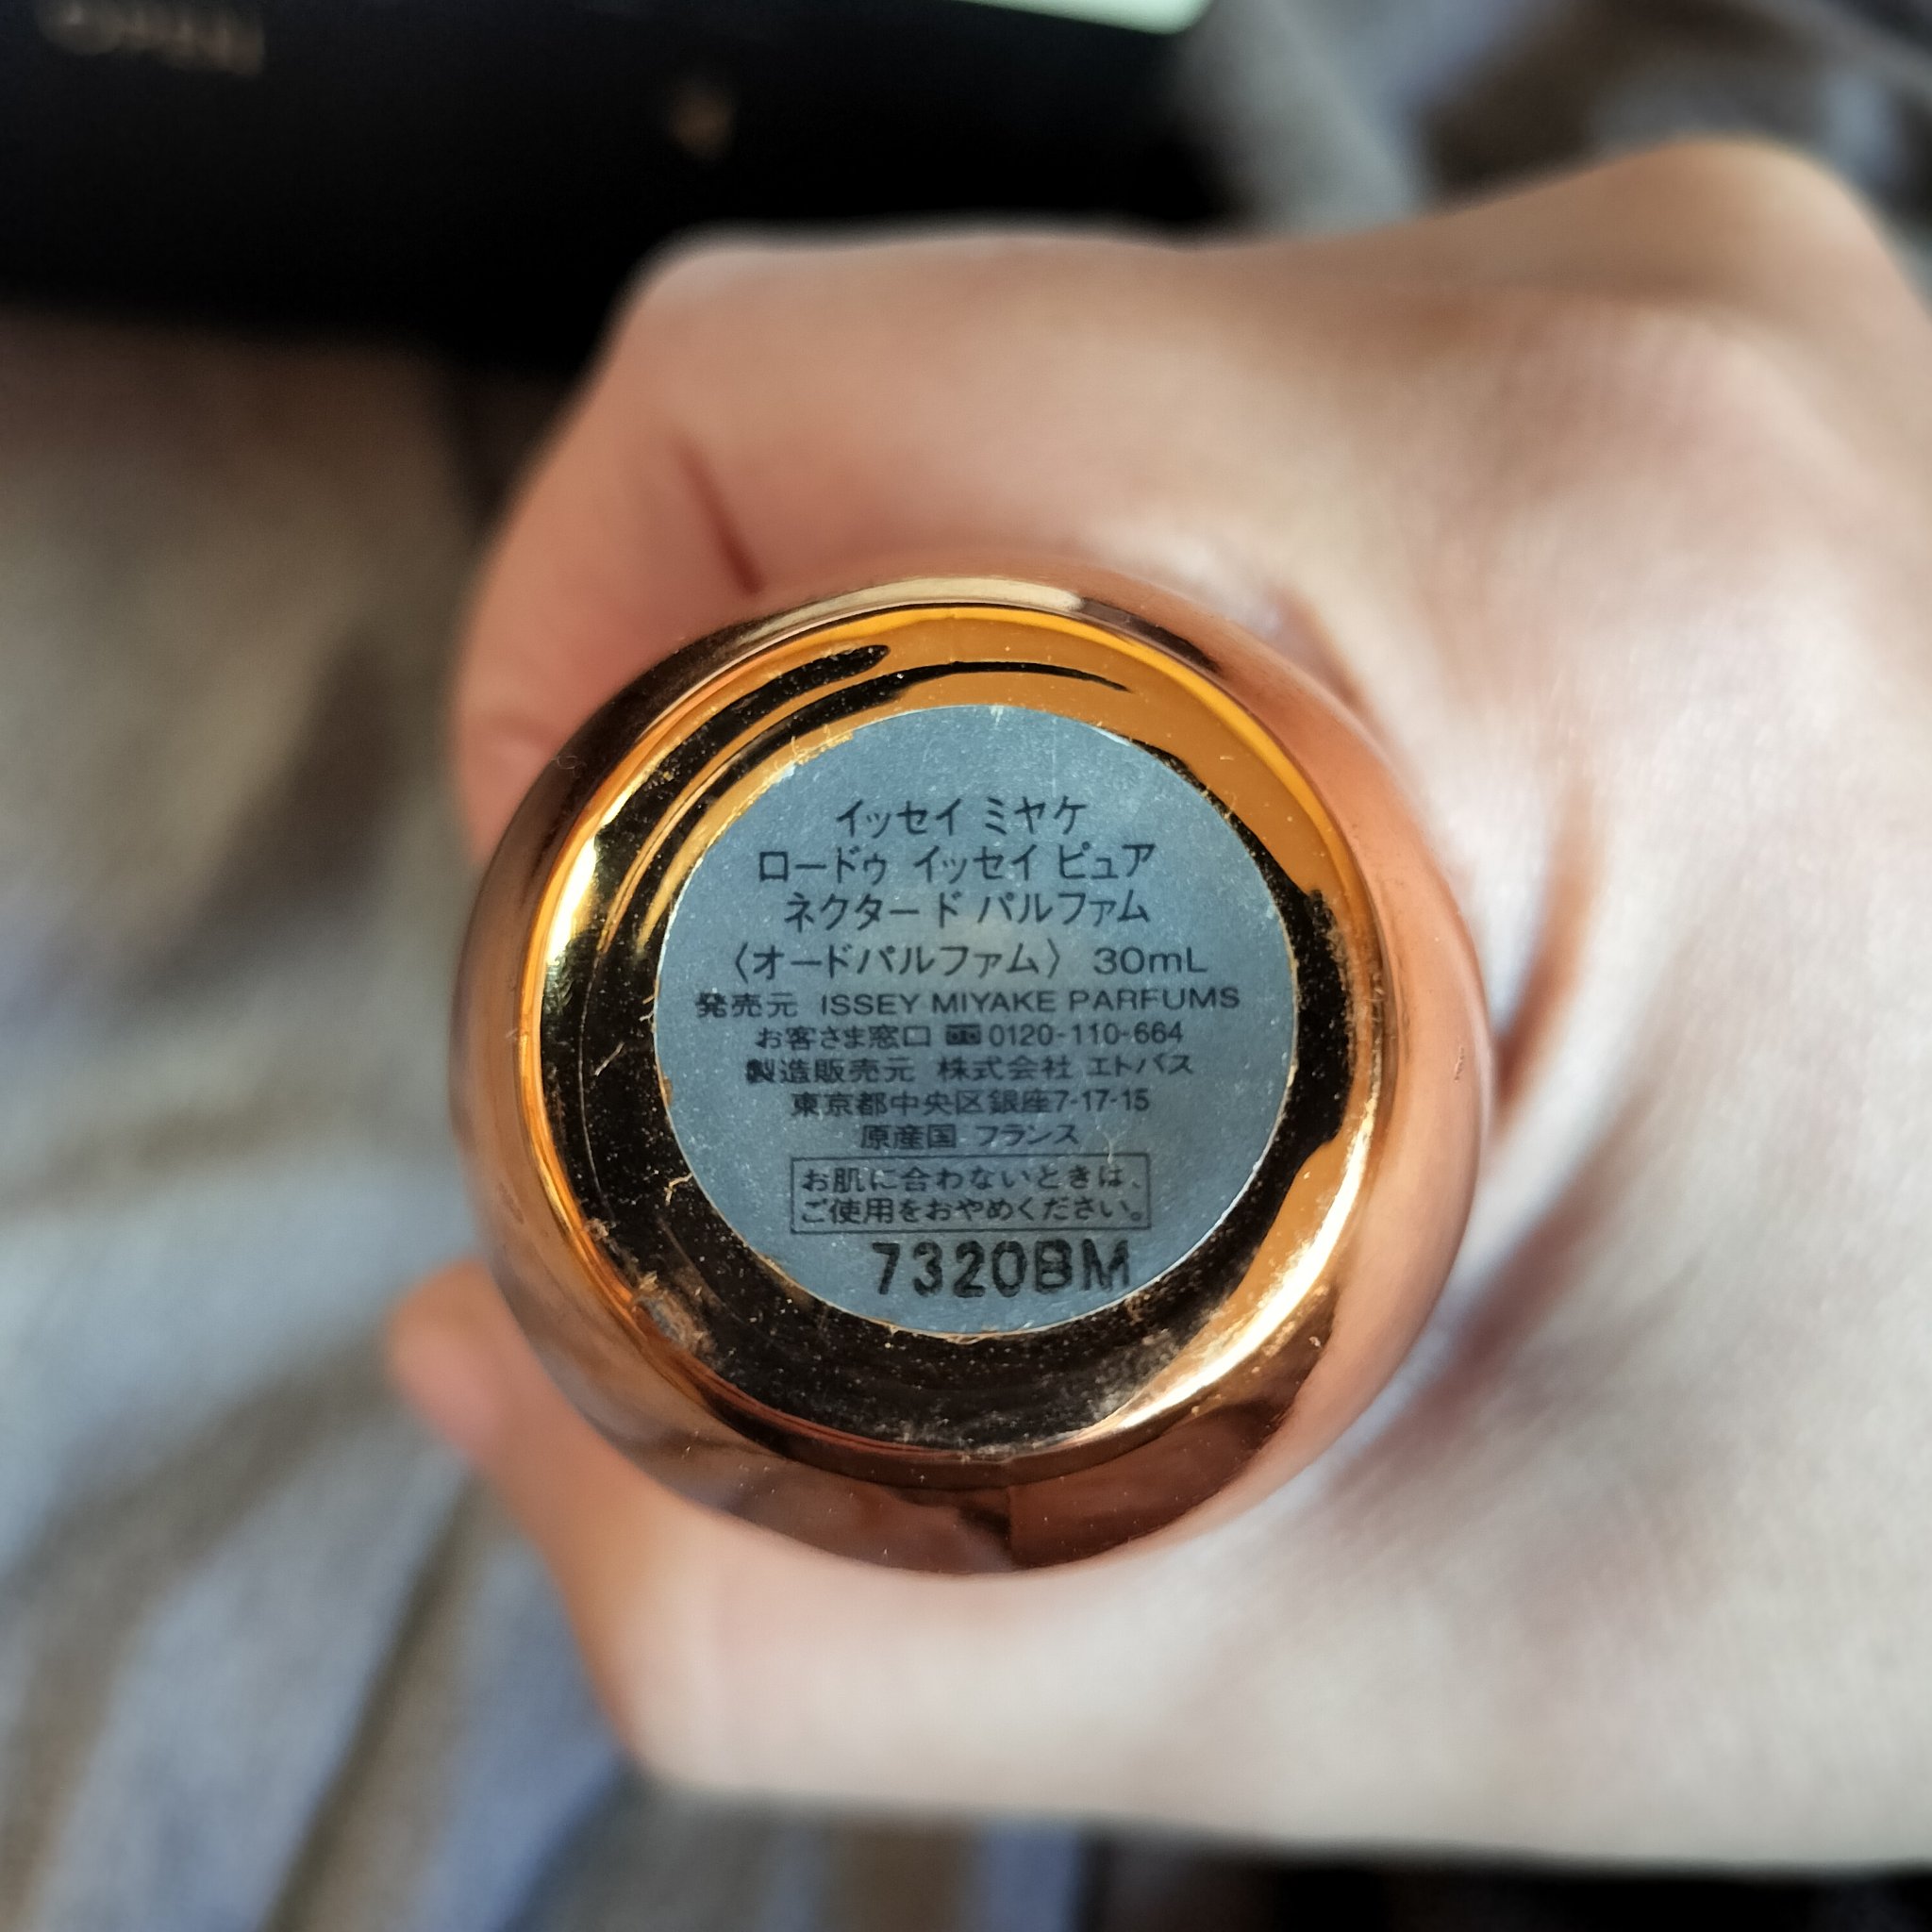 イッセイ ミヤケ
ロードゥ イッセイ ピュア
ネクタード パルファム
〈オードパルファム〉 30mL
発売元 ISSEY MIYAKE PARFUMS
お客さま窓口 0120-110-664
製造販売元 株式会社 エトバス
東京都中央区銀座7-17-15
原産国 フランス
お肌に合わないときは、
ご使用をおやめください。
7320BM